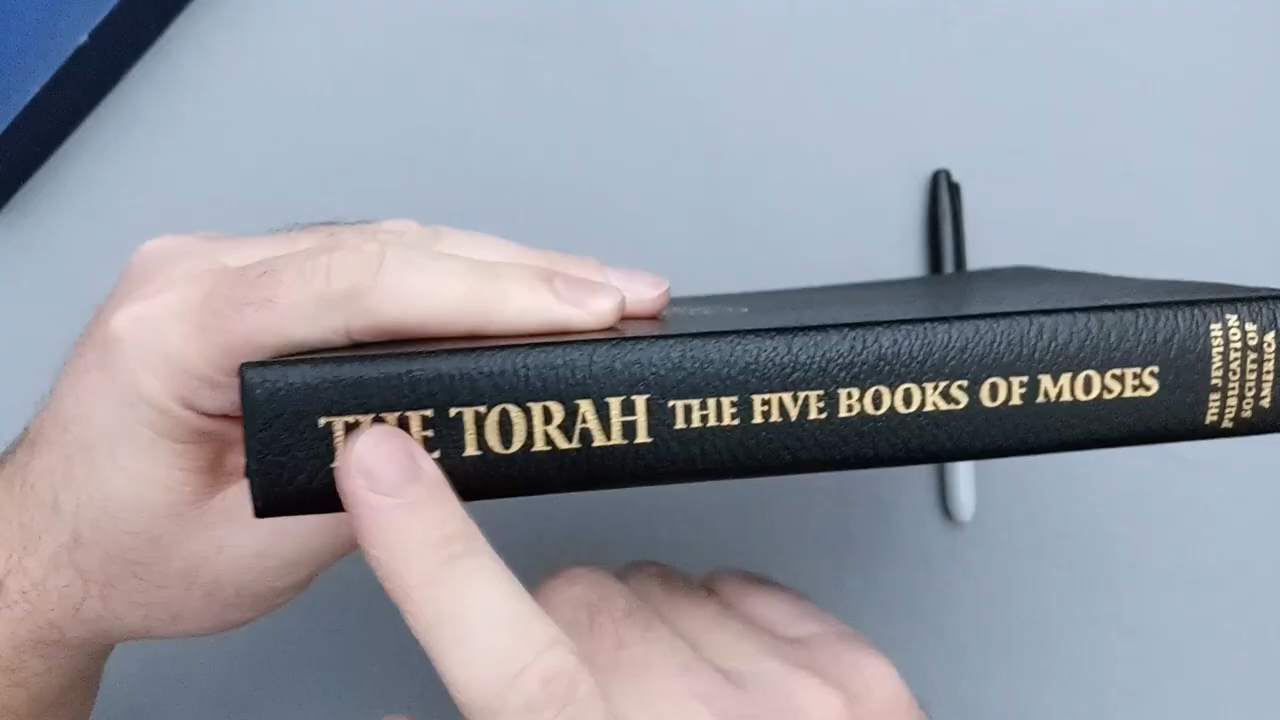 THE TORAH THE FIVE BOOKS OF MOSES
THE JEWISH
PUBLICATION
SOCIETY OF
AMERICA